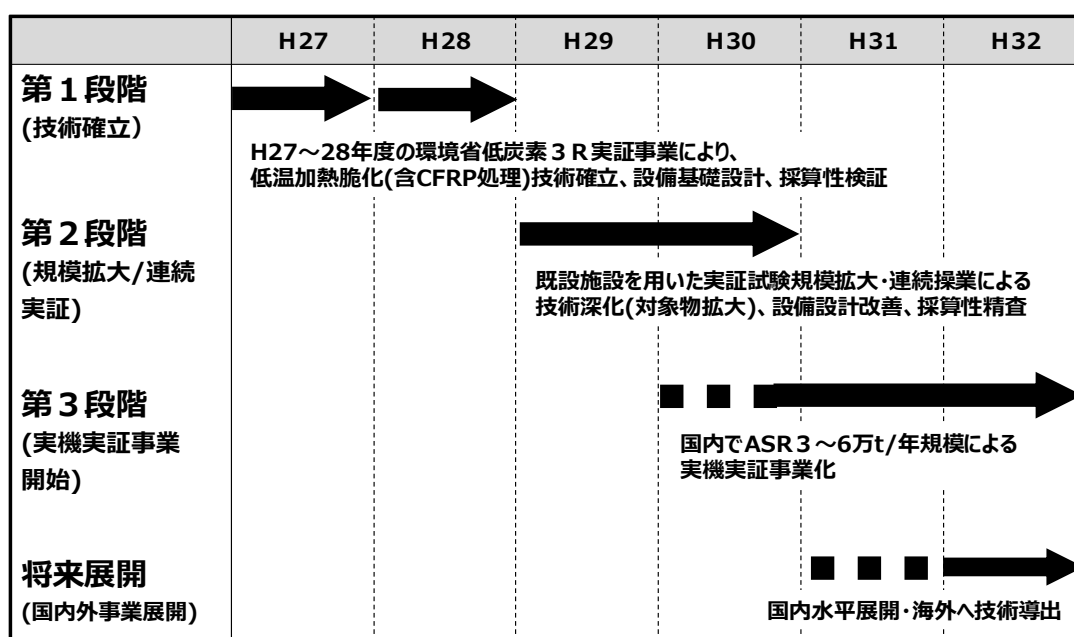 H27 H28 H29 H30 H31 H32
第１段階
(技術確立）
H27～28年度の環境省低炭素３Ｒ実証事業により、
低温加熱脆化(含CFRP処理)技術確立、設備基礎設計、採算性検証
第２段階
(規模拡大/連続
実証)
既設施設を用いた実証試験規模拡大・連続操業による
技術深化(対象物拡大)、設備設計改善、採算性精査
第３段階
(実機実証事業
開始)
国内でASR３～6万t/年規模による
実機実証事業化
将来展開
(国内外事業展開)
国内水平展開・海外へ技術導出